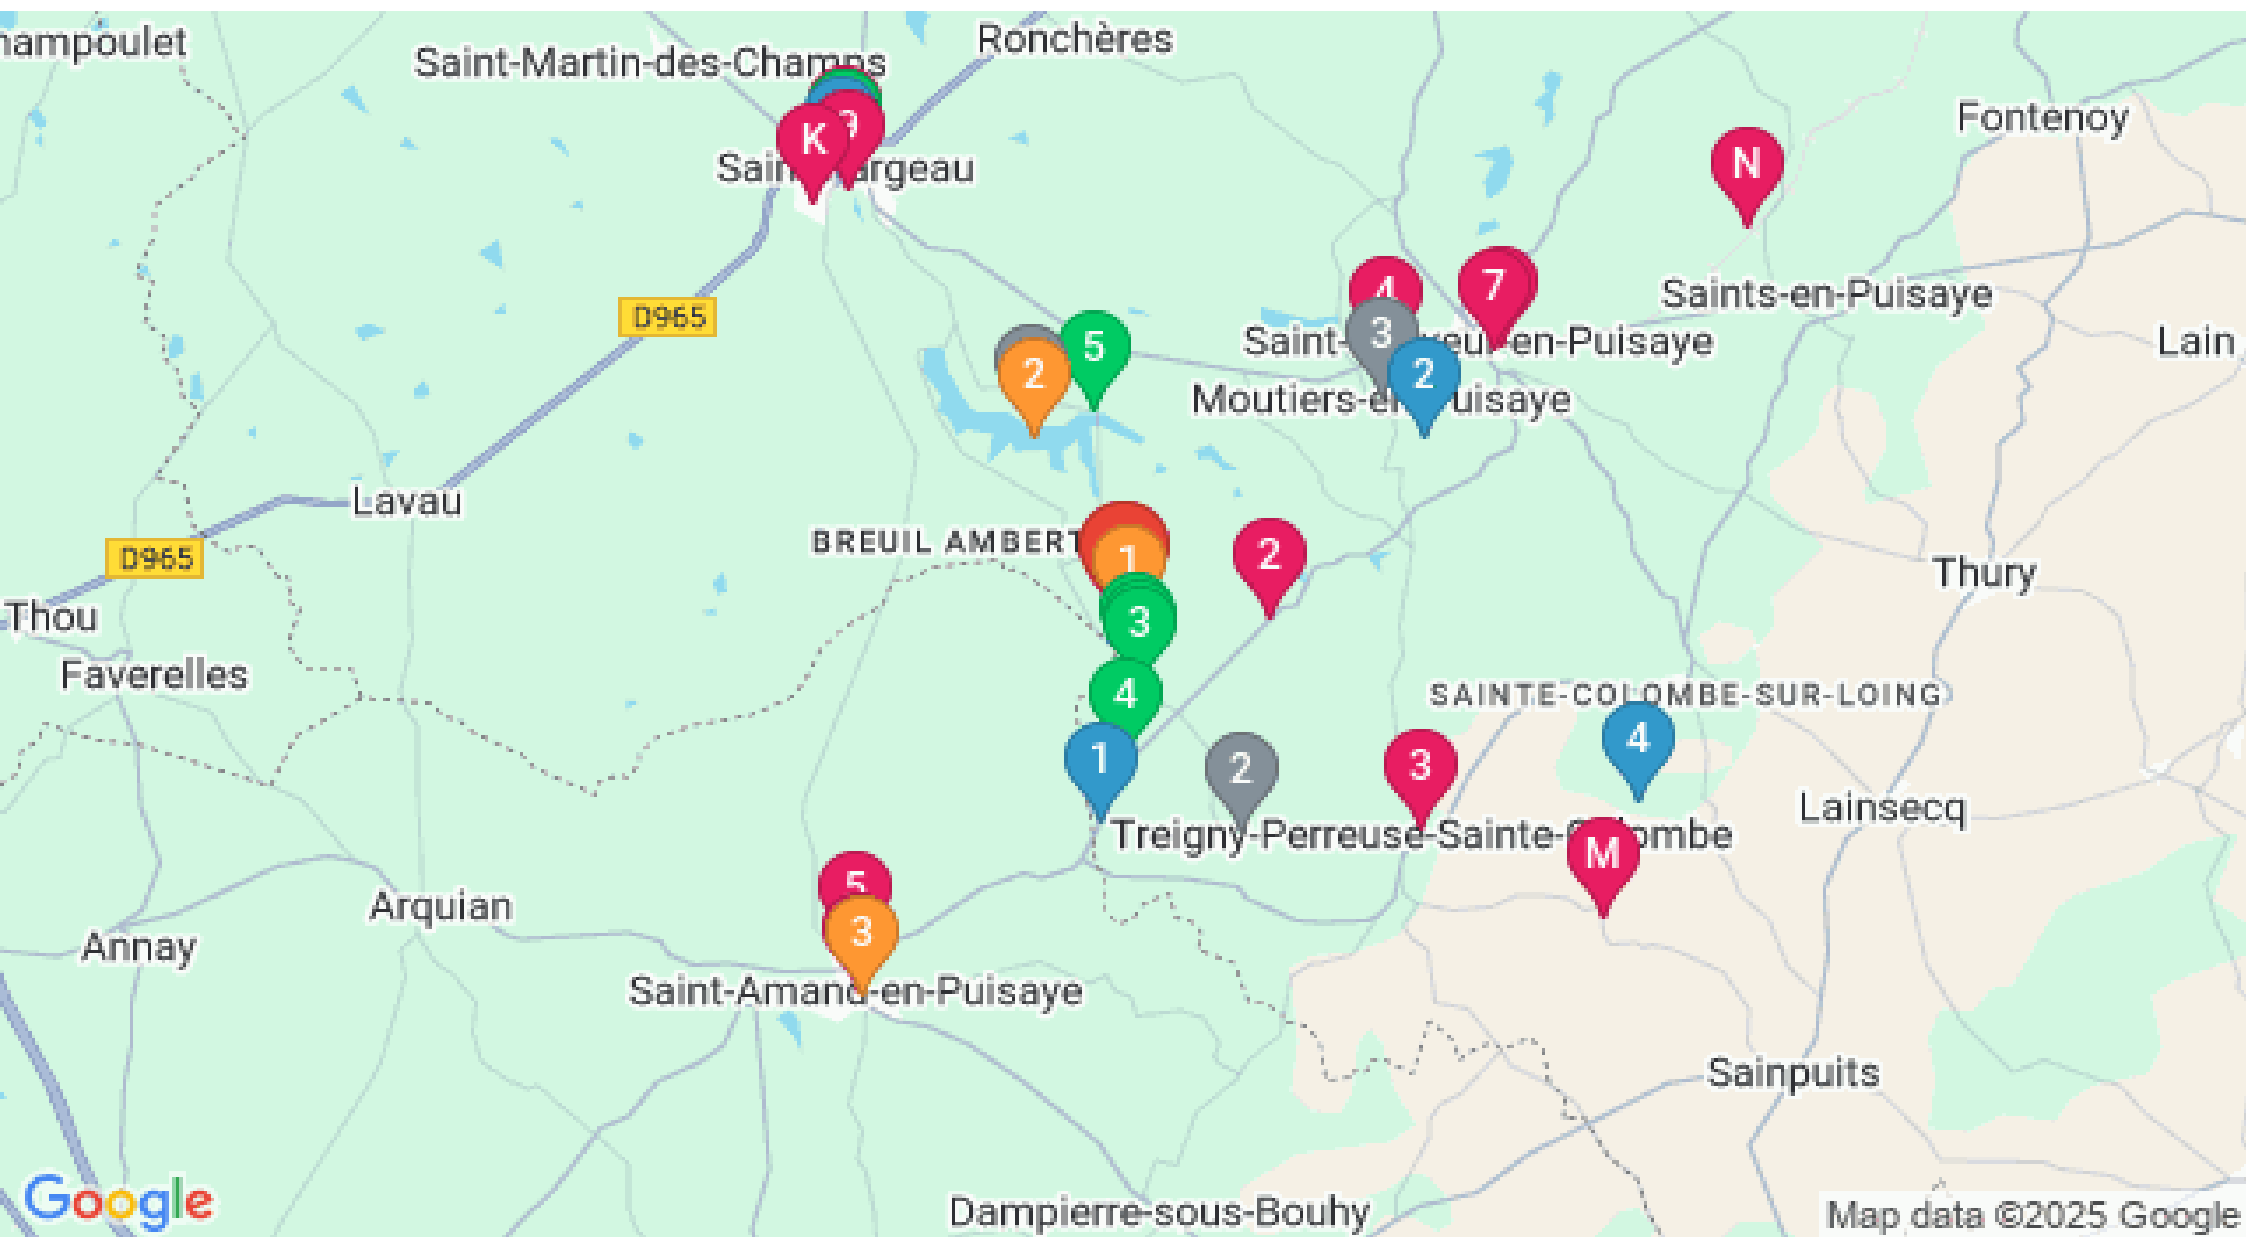 Ronchères
hampoulet
Saint-Martin-des-Champs
Fontenoy
9
K
N
Saint-Fargeau
7
4
Saints-en-Puisaye
D965
3
5
Saint-Sauveur-en-Puisaye
Lain
2
2
Moutiers-en-Puisaye
Lavau
BREUIL AMBERT
2
D965
1
Thury
Thou
3
Faverelles
4
SAINTE-COLOMBE-SUR-LOING
4
1
2
3
Lainsecq
Treigny-Perreuse-Sainte-Colombe
M
5
Arquian
3
Annay
Saint-Amand-en-Puisaye
Sainpuits
Google
Dampierre-sous-Bouhy
Map data ©2025 Google